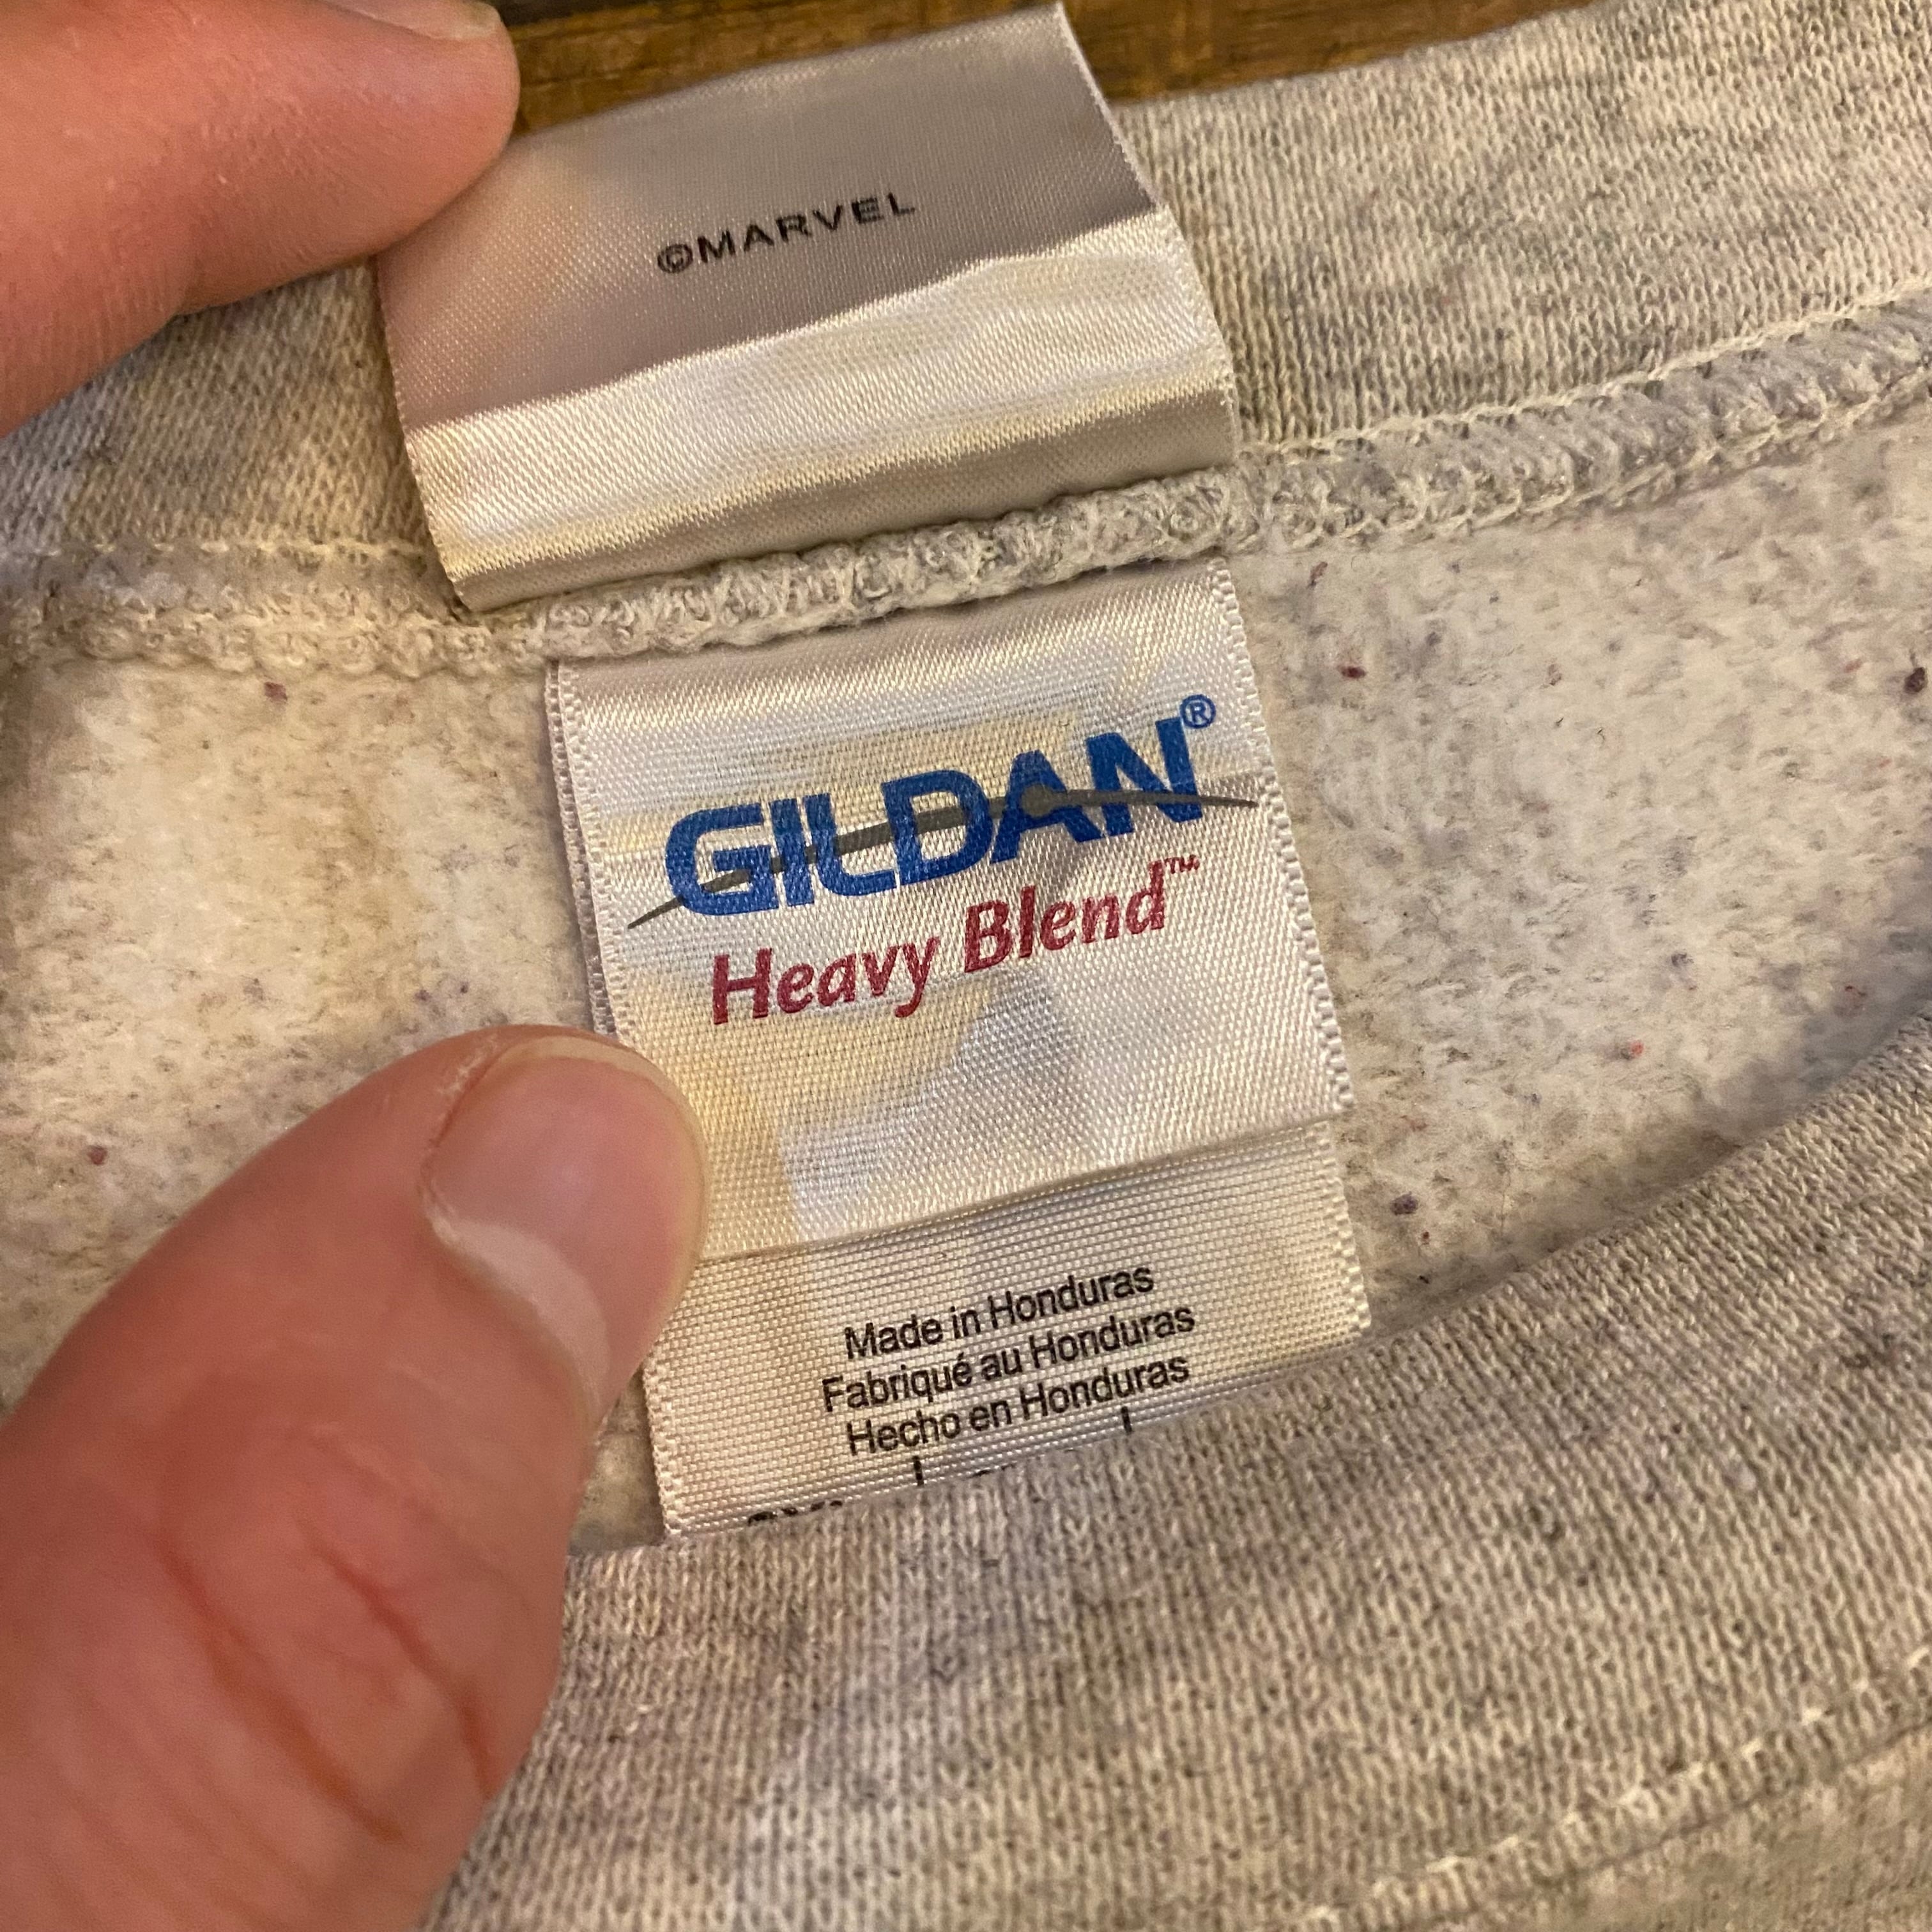 ©MARVEL
GILDAN®
Heavy Blend™
Made in Honduras
Fabriqué au Honduras
Hecho en Honduras